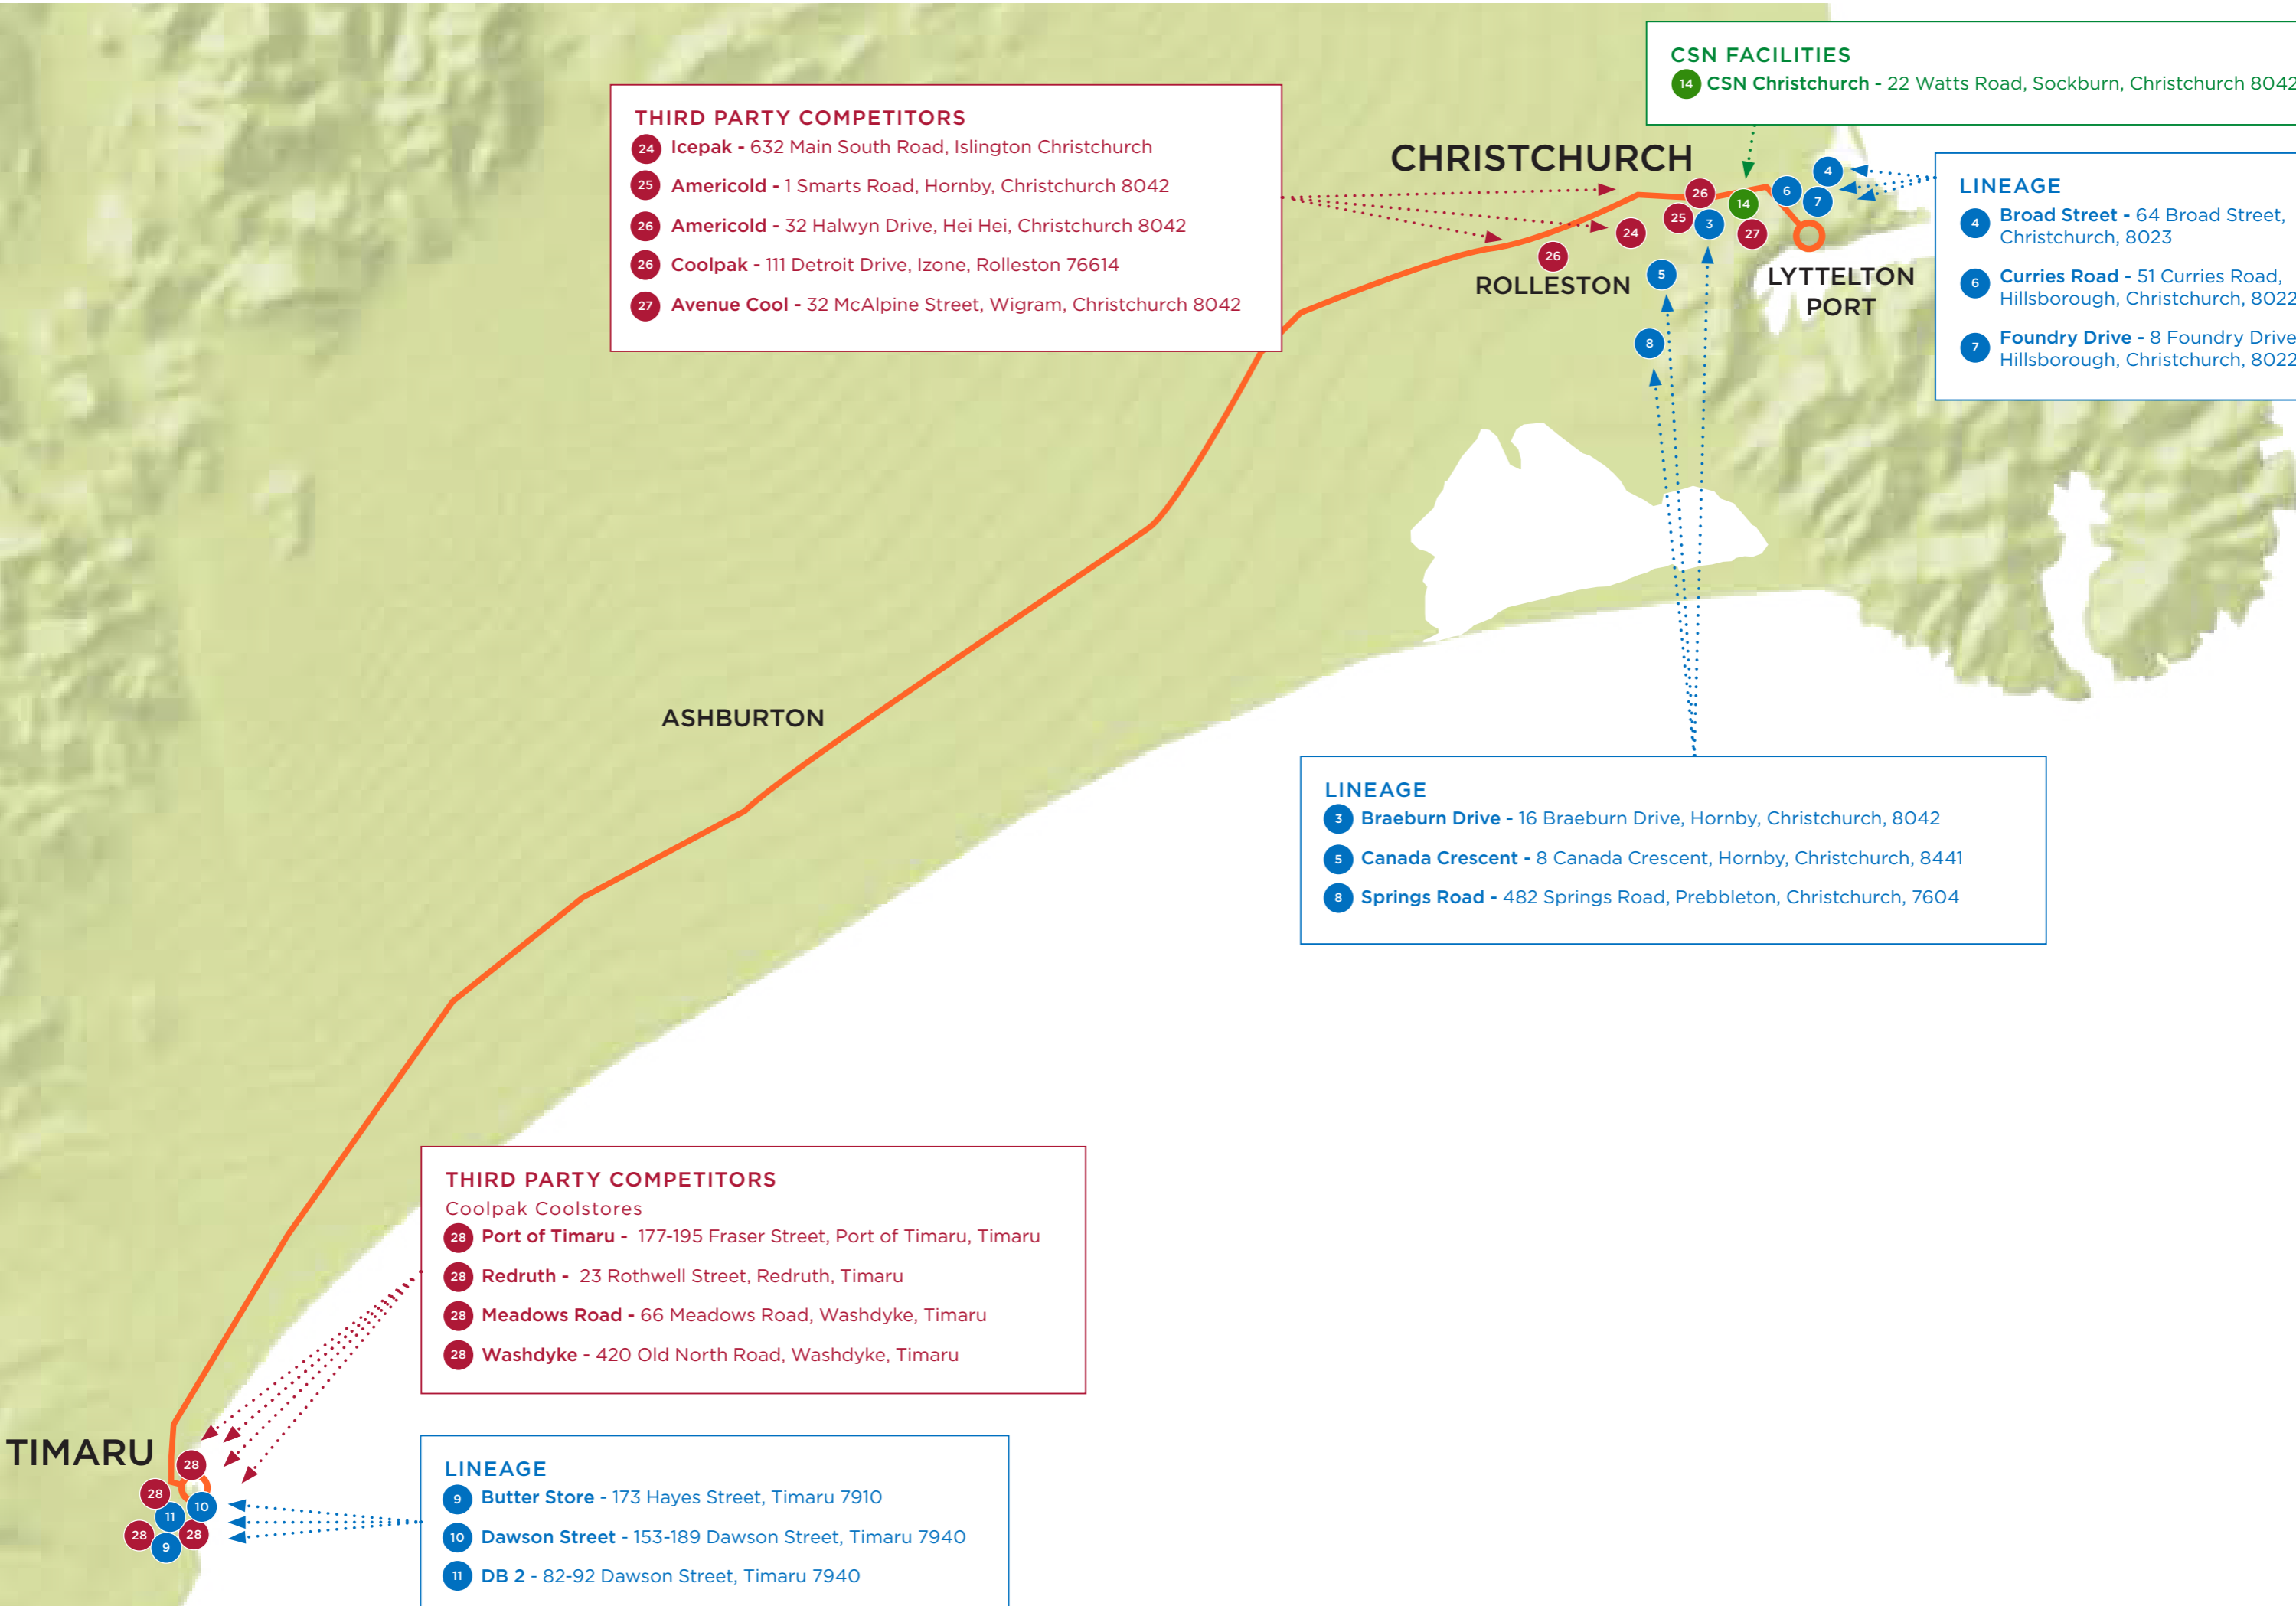 CSN FACILITIES
14 CSN Christchurch - 22 Watts Road, Sockburn, Christchurch 8042
THIRD PARTY COMPETITORS
24 Icepak - 632 Main South Road, Islington Christchurch
25 Americold - 1 Smarts Road, Hornby, Christchurch 8042
26 Americold - 32 Halwyn Drive, Hei Hei, Christchurch 8042
26 Coolpak - 111 Detroit Drive, Izone, Rolleston 76614
27 Avenue Cool - 32 McAlpine Street, Wigram, Christchurch 8042
CHRISTCHURCH
4
26
6
7
14
25
3
24
27
26
5
ROLLESTON
LYTTELTON
PORT
8
LINEAGE
4 Broad Street - 64 Broad Street,
Christchurch, 8023
6 Curries Road - 51 Curries Road,
Hillsborough, Christchurch, 8022
7 Foundry Drive - 8 Foundry Drive
Hillsborough, Christchurch, 8022
ASHBURTON
LINEAGE
3 Braeburn Drive - 16 Braeburn Drive, Hornby, Christchurch, 8042
5 Canada Crescent - 8 Canada Crescent, Hornby, Christchurch, 8441
8 Springs Road - 482 Springs Road, Prebbleton, Christchurch, 7604
THIRD PARTY COMPETITORS
Coolpak Coolstores
28 Port of Timaru - 177-195 Fraser Street, Port of Timaru, Timaru
28 Redruth - 23 Rothwell Street, Redruth, Timaru
28 Meadows Road - 66 Meadows Road, Washdyke, Timaru
28 Washdyke - 420 Old North Road, Washdyke, Timaru
TIMARU
28
28
10
11
28
28
9
LINEAGE
9 Butter Store - 173 Hayes Street, Timaru 7910
10 Dawson Street - 153-189 Dawson Street, Timaru 7940
11 DB 2 - 82-92 Dawson Street, Timaru 7940